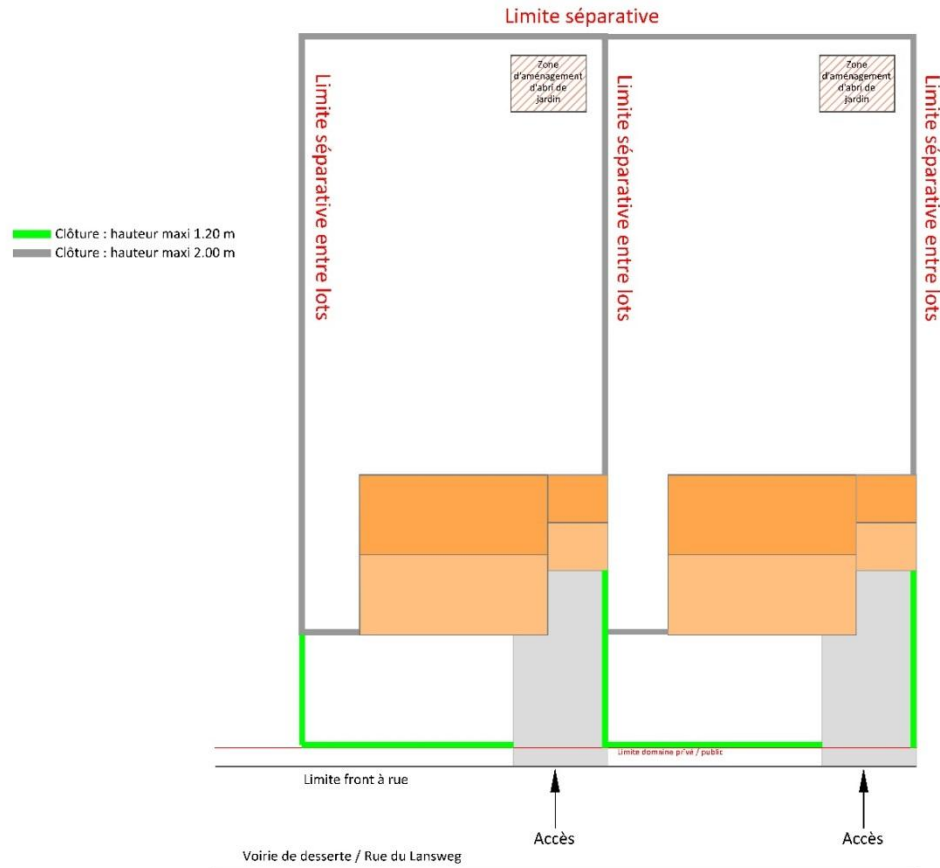 Limite séparative
Zone
d'aménagement
d'abri de
jardin
Zone
d'aménagement
d'abri de
jardin
Limite séparative entre lots
Limite séparative entre lots
Limite séparative entre lots
Clôture : hauteur maxi 1.20 m
Clôture : hauteur maxi 2.00 m
Limite domaine privé / public
Limite front à rue
Accès
Accès
Voirie de desserte / Rue du Lansweg